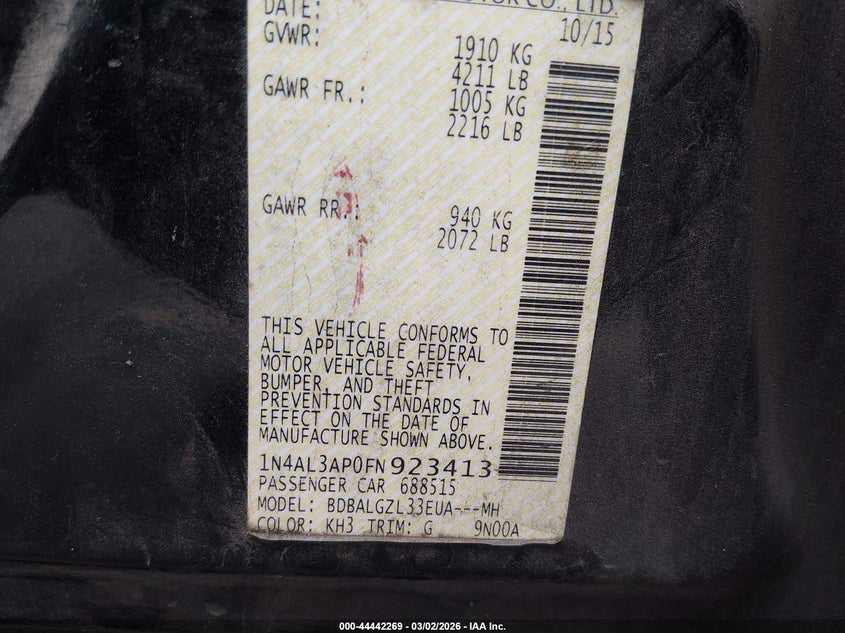 DATE: MOTOR CO., LTD.
10/15
GVWR: 1910 KG
4211 LB
GAWR FR.: 1005 KG
2216 LB
GAWR RR.: 940 KG
2072 LB
THIS VEHICLE CONFORMS TO
ALL APPLICABLE FEDERAL
MOTOR VEHICLE SAFETY,
BUMPER, AND THEFT
PREVENTION STANDARDS IN
EFFECT ON THE DATE OF
MANUFACTURE SHOWN ABOVE.
1N4AL3AP0FN923413
PASSENGER CAR 688515
MODEL: BDBALGZL33EUA---MH
COLOR: KH3 TRIM: G 9N00A
000-44442269 - 03/02/2026 - IAA Inc.